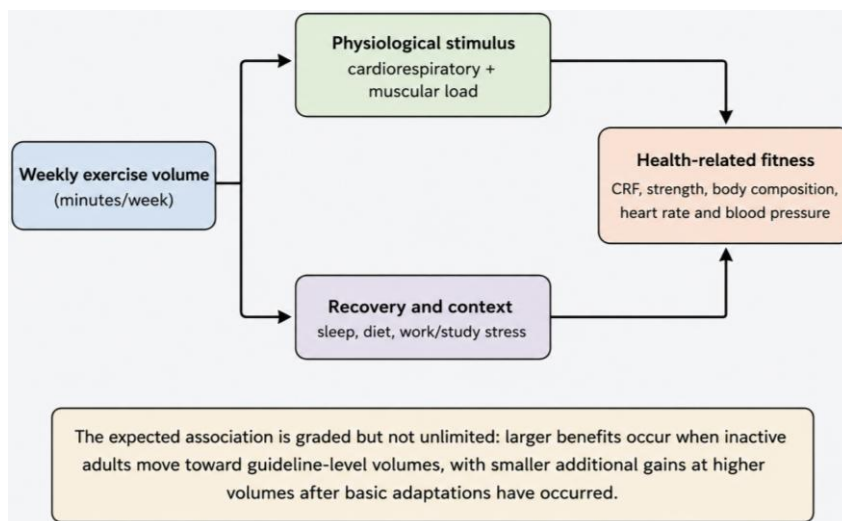 Physiological stimulus
cardiorespiratory +
muscular load
Weekly exercise volume
(minutes/week)
Health-related fitness
CRF, strength, body composition,
heart rate and blood pressure
Recovery and context
sleep, diet, work/study stress
The expected association is graded but not unlimited: larger benefits occur when inactive
adults move toward guideline-level volumes, with smaller additional gains at higher
volumes after basic adaptations have occurred.